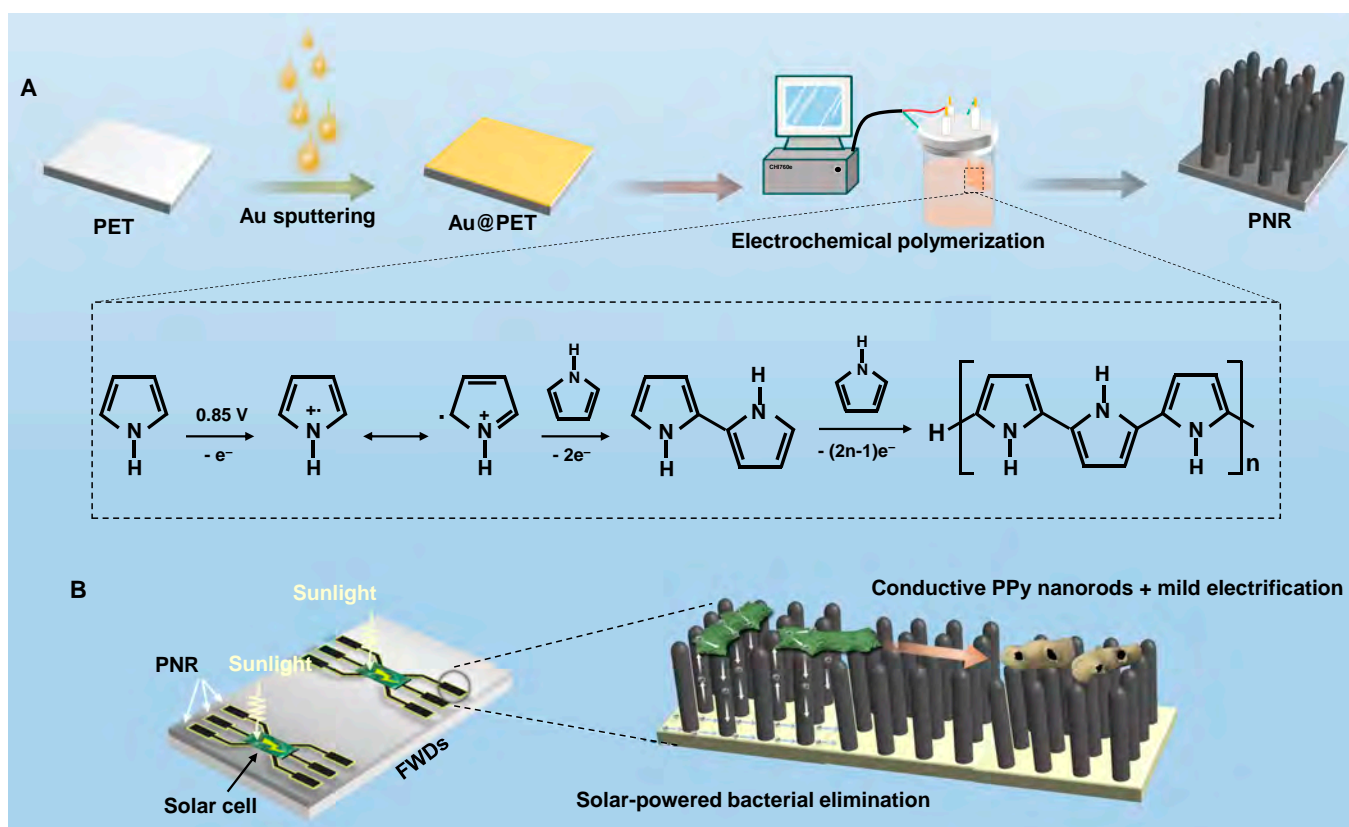 A
PET
Au sputtering
Au@PET
CHI760e
Electrochemical polymerization
PNR
N
H
0.85 V
- e⁻
+·
N
H
·
+
N
H
H
N
- 2e⁻
N
H
H
N
H
N
- (2n-1)e⁻
H
N
H
H
N
N
H
n
B
Sunlight
Sunlight
PNR
Solar cell
FWDs
Conductive PPy nanorods + mild electrification
Solar-powered bacterial elimination